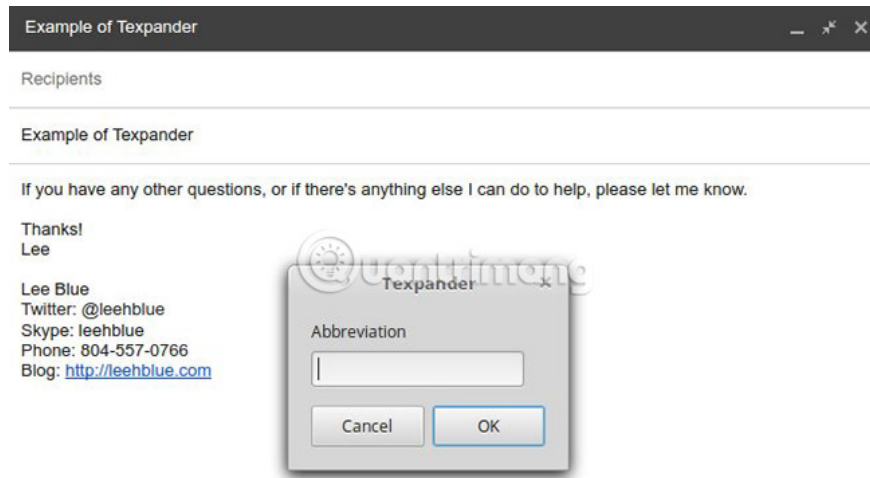 Example of Texpander
Recipients
Example of Texpander
If you have any other questions, or if there's anything else I can do to help, please let me know.
Thanks!
Lee
Lee Blue
Twitter: @leehblue
Skype: leehblue
Phone: 804-557-0766
Blog: http://leehblue.com
Quantrimang
Texpander
Abbreviation
Cancel OK